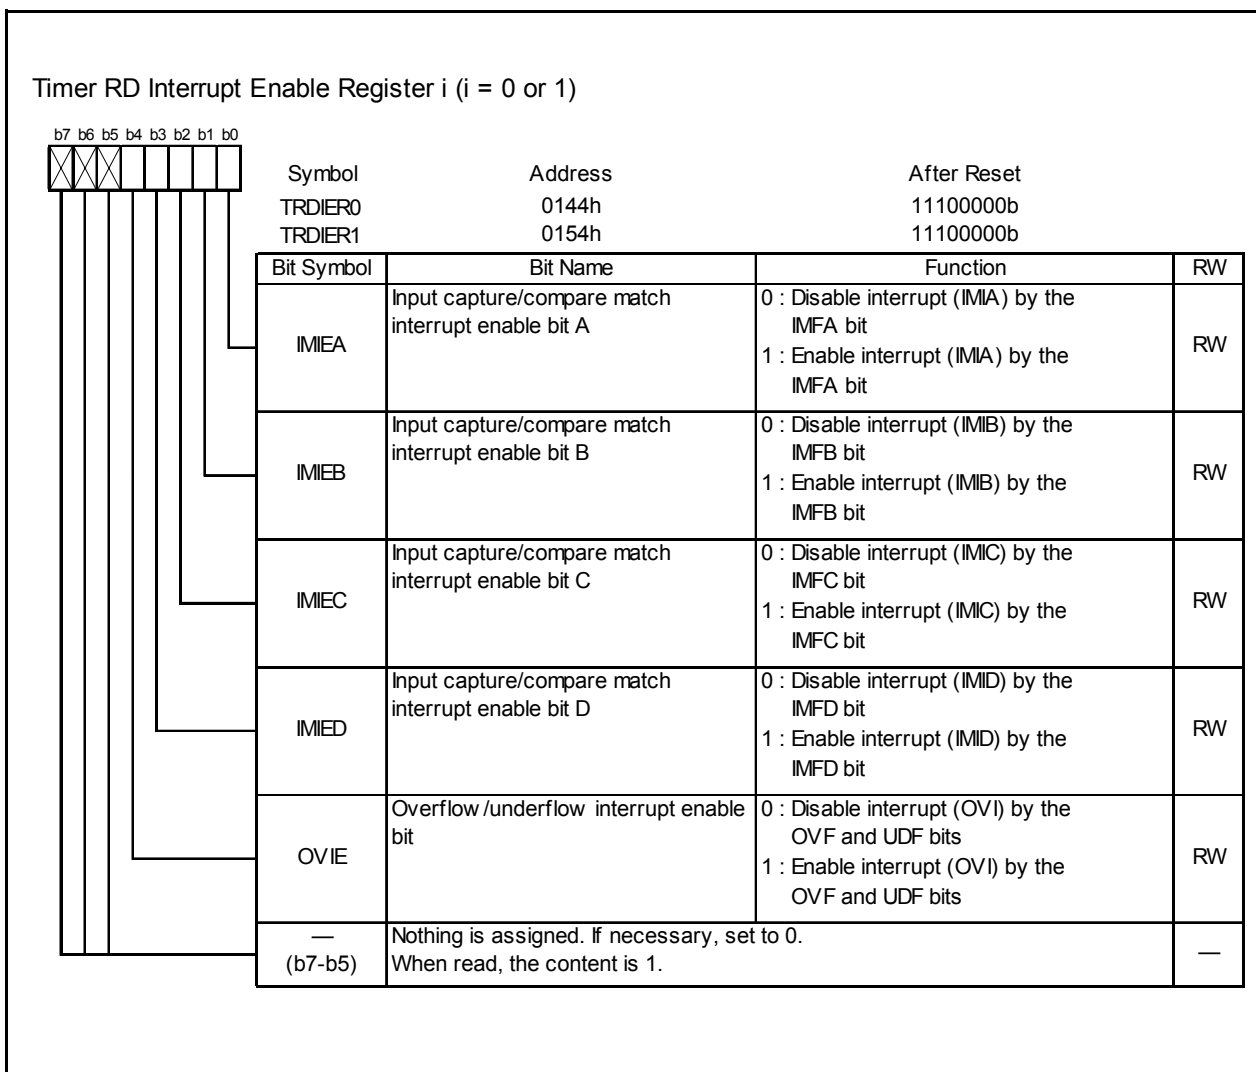 Timer RD Interrupt Enable Register i (i = 0 or 1)
b7 b6 b5 b4 b3 b2 b1 b0
Symbol Address After Reset
TRDIER0 0144h 11100000b
TRDIER1 0154h 11100000b
Bit Symbol Bit Name Function RW
IMIEA
Input capture/compare match
interrupt enable bit A
0 : Disable interrupt (IMIA) by the
IMFA bit
1 : Enable interrupt (IMIA) by the
IMFA bit
RW
IMIEB
Input capture/compare match
interrupt enable bit B
0 : Disable interrupt (IMIB) by the
IMFB bit
1 : Enable interrupt (IMIB) by the
IMFB bit
RW
IMIEC
Input capture/compare match
interrupt enable bit C
0 : Disable interrupt (IMIC) by the
IMFC bit
1 : Enable interrupt (IMIC) by the
IMFC bit
RW
IMIED
Input capture/compare match
interrupt enable bit D
0 : Disable interrupt (IMID) by the
IMFD bit
1 : Enable interrupt (IMID) by the
IMFD bit
RW
OVIE
Overflow/underflow interrupt enable
bit
0 : Disable interrupt (OVI) by the
OVF and UDF bits
1 : Enable interrupt (OVI) by the
OVF and UDF bits
RW
—
(b7-b5)
Nothing is assigned. If necessary, set to 0.
When read, the content is 1.
—